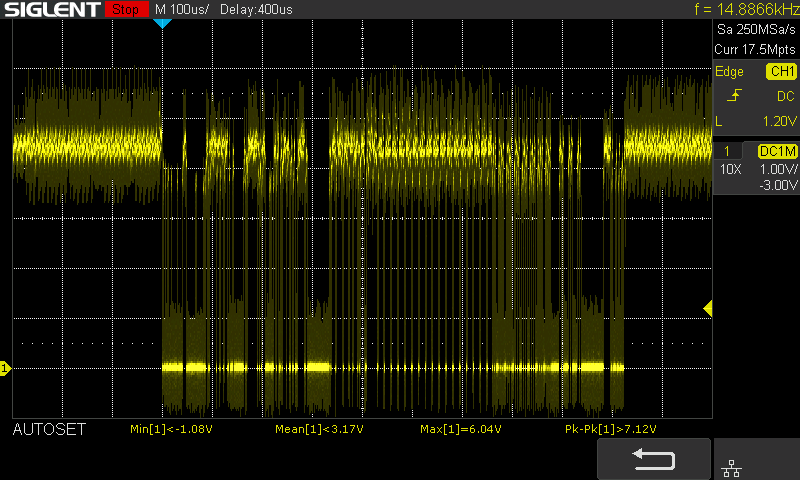 SIGLENT Stop M 100us/ Delay:400us f = 14.8866kHz
Sa 250MSa/s
Curr 17.5Mpts
Edge CH1
DC
L 1.20V
1 DC1M
10X 1.00V/
-3.00V
1
AUTOSET Min[1]<-1.08V Mean[1]<3.17V Max[1]=6.04V Pk-Pk[1]>7.12V